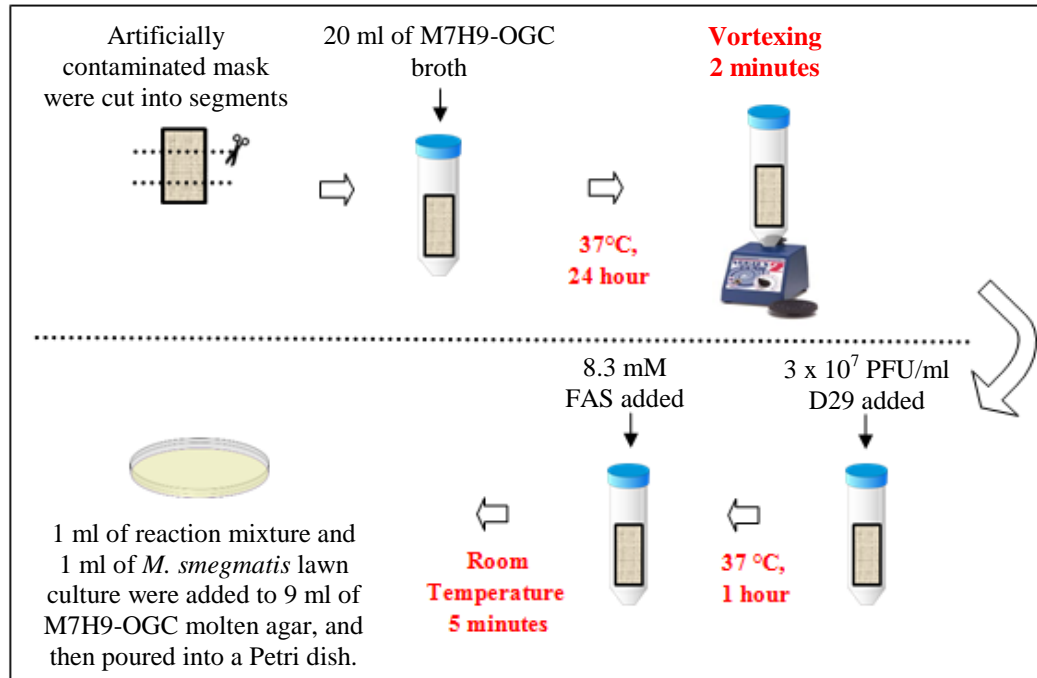 Artificially
contaminated mask
were cut into segments
20 ml of M7H9-OGC
broth
Vortexing
2 minutes
37°C,
24 hour
8.3 mM
FAS added
3 x 10⁷ PFU/ml
D29 added
37 °C,
1 hour
Room
Temperature
5 minutes
1 ml of reaction mixture and
1 ml of M. smegmatis lawn
culture were added to 9 ml of
M7H9-OGC molten agar, and
then poured into a Petri dish.